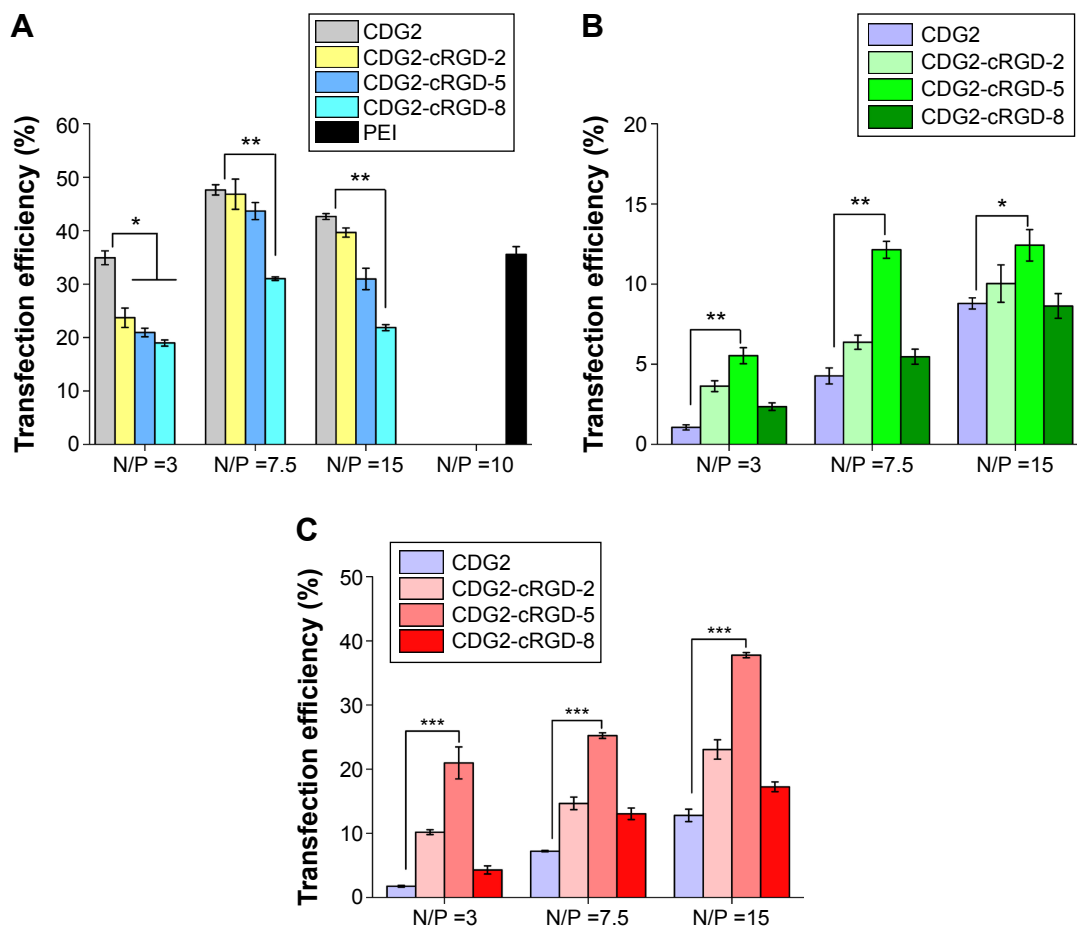 A
CDG2
CDG2-cRGD-2
CDG2-cRGD-5
CDG2-cRGD-8
PEI
Transfection efficiency (%)
60
50
40
30
20
10
0
*
**
**
N/P =3
N/P =7.5
N/P =15
N/P =10
B
CDG2
CDG2-cRGD-2
CDG2-cRGD-5
CDG2-cRGD-8
Transfection efficiency (%)
20
15
10
5
0
**
**
*
N/P =3
N/P =7.5
N/P =15
C
CDG2
CDG2-cRGD-2
CDG2-cRGD-5
CDG2-cRGD-8
Transfection efficiency (%)
50
40
30
20
10
0
***
***
***
N/P =3
N/P =7.5
N/P =15